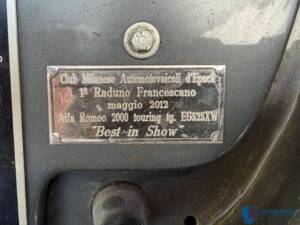 Club Milanese Automotoveicoli d'Epoca
1° Raduno Francescano
maggio 2012
Alfa Romeo 2000 touring tg. EG525XW
"Best in Show"